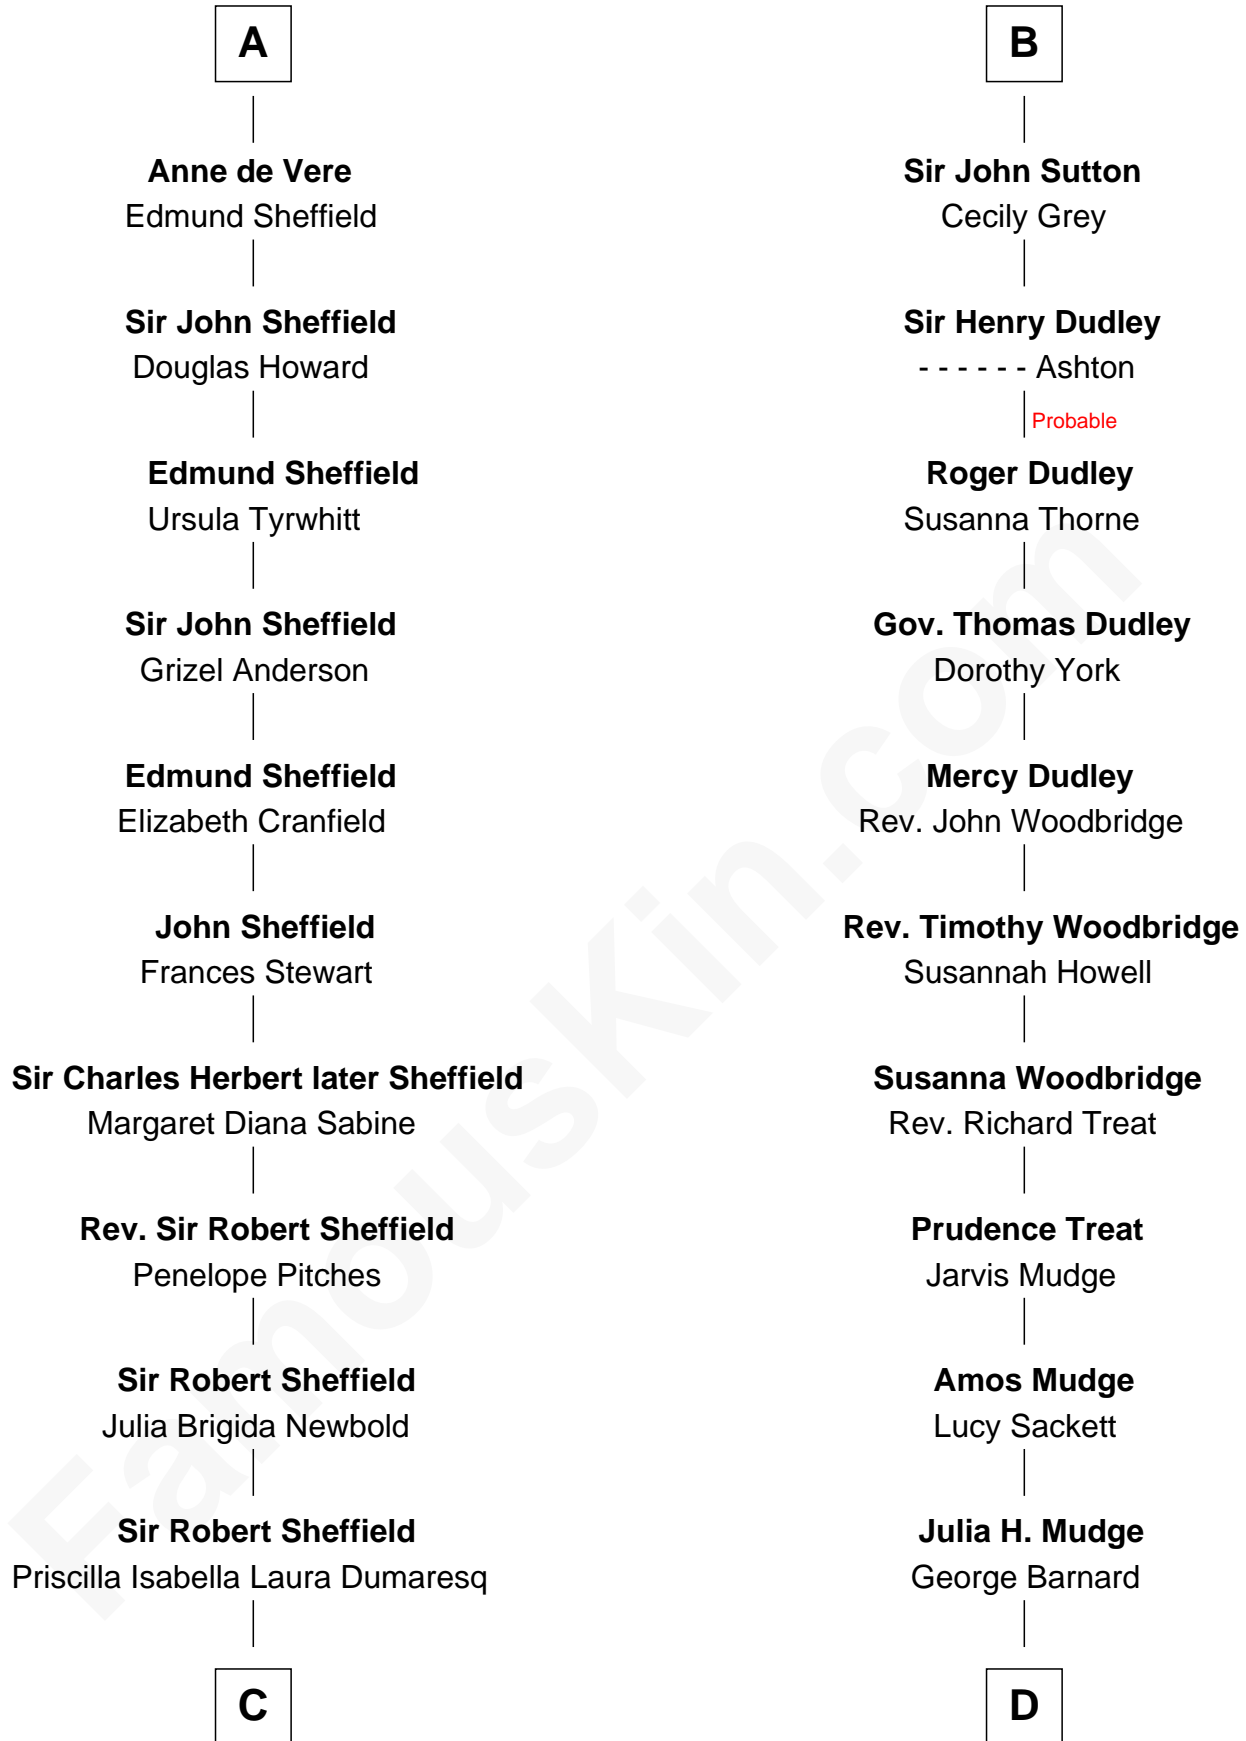 A
Anne de Vere
Edmund Sheffield
Sir John Sheffield
Douglas Howard
Edmund Sheffield
Ursula Tyrwhitt
Sir John Sheffield
Grizel Anderson
Edmund Sheffield
Elizabeth Cranfield
John Sheffield
Frances Stewart
Sir Charles Herbert later Sheffield
Margaret Diana Sabine
Rev. Sir Robert Sheffield
Penelope Pitches
Sir Robert Sheffield
Julia Brigida Newbold
Sir Robert Sheffield
Priscilla Isabella Laura Dumaresq
C
B
Sir John Sutton
Cecily Grey
Sir Henry Dudley
- - - - - - Ashton
Probable
Roger Dudley
Susanna Thorne
Gov. Thomas Dudley
Dorothy York
Mercy Dudley
Rev. John Woodbridge
Rev. Timothy Woodbridge
Susannah Howell
Susanna Woodbridge
Rev. Richard Treat
Prudence Treat
Jarvis Mudge
Amos Mudge
Lucy Sackett
Julia H. Mudge
George Barnard
D
FamousKin.com